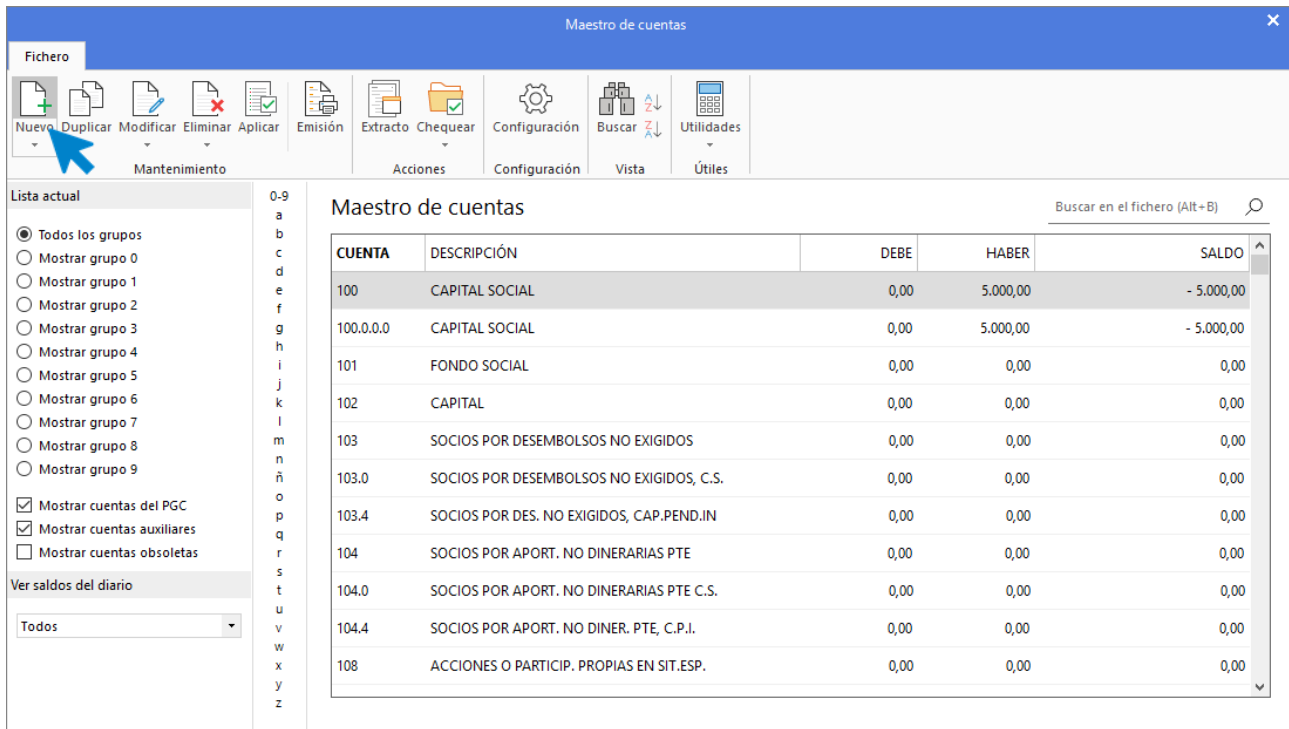 Maestro de cuentas
Fichero
Nuevo Duplicar Modificar Eliminar Aplicar Emisión Extracto Chequear Configuración Buscar Utilidades
Mantenimiento Acciones Configuración Vista Útiles
Lista actual
Todos los grupos
Mostrar grupo 0
Mostrar grupo 1
Mostrar grupo 2
Mostrar grupo 3
Mostrar grupo 4
Mostrar grupo 5
Mostrar grupo 6
Mostrar grupo 7
Mostrar grupo 8
Mostrar grupo 9
Mostrar cuentas del PGC
Mostrar cuentas auxiliares
Mostrar cuentas obsoletas
Ver saldos del diario
Todos
0-9
a
b
c
d
e
f
g
h
i
j
k
l
m
n
ñ
o
p
q
r
s
t
u
v
w
x
y
z
Maestro de cuentas Buscar en el fichero (Alt+B)
CUENTA DESCRIPCIÓN DEBE HABER SALDO
100 CAPITAL SOCIAL 0,00 5.000,00 - 5.000,00
100.0.0.0 CAPITAL SOCIAL 0,00 5.000,00 - 5.000,00
101 FONDO SOCIAL 0,00 0,00 0,00
102 CAPITAL 0,00 0,00 0,00
103 SOCIOS POR DESEMBOLSOS NO EXIGIDOS 0,00 0,00 0,00
103.0 SOCIOS POR DESEMBOLSOS NO EXIGIDOS, C.S. 0,00 0,00 0,00
103.4 SOCIOS POR DES. NO EXIGIDOS, CAP.PEND.IN 0,00 0,00 0,00
104 SOCIOS POR APORT. NO DINERARIAS PTE 0,00 0,00 0,00
104.0 SOCIOS POR APORT. NO DINERARIAS PTE C.S. 0,00 0,00 0,00
104.4 SOCIOS POR APORT. NO DINER. PTE, C.P.I. 0,00 0,00 0,00
108 ACCIONES O PARTICIP. PROPIAS EN SIT.ESP. 0,00 0,00 0,00